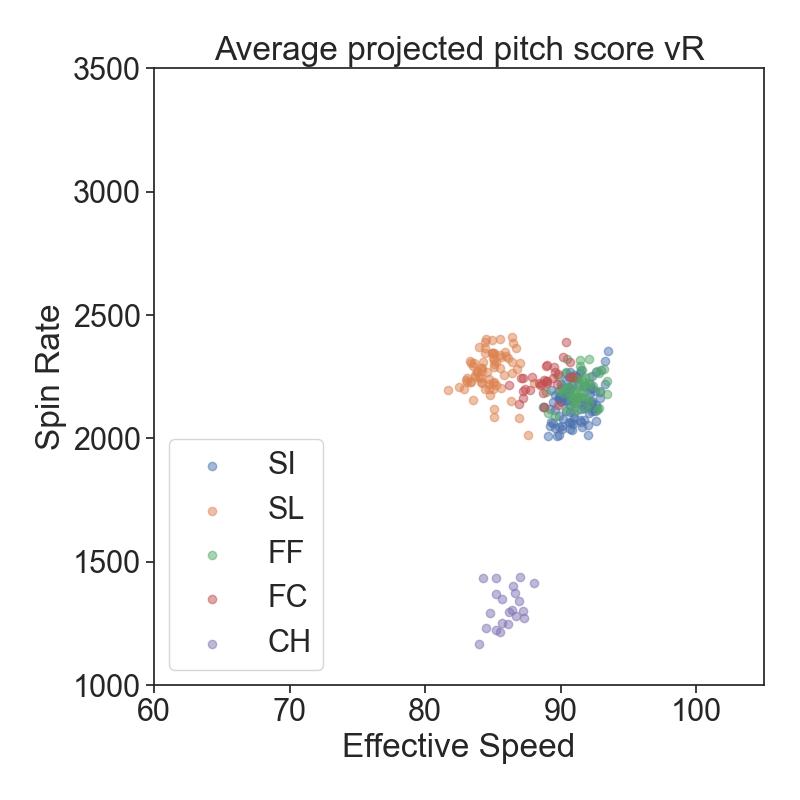 Average projected pitch score vR
3500
3000
2500
2000
1500
1000
Spin Rate
SI
SL
FF
FC
CH
60
70
80
90
100
Effective Speed